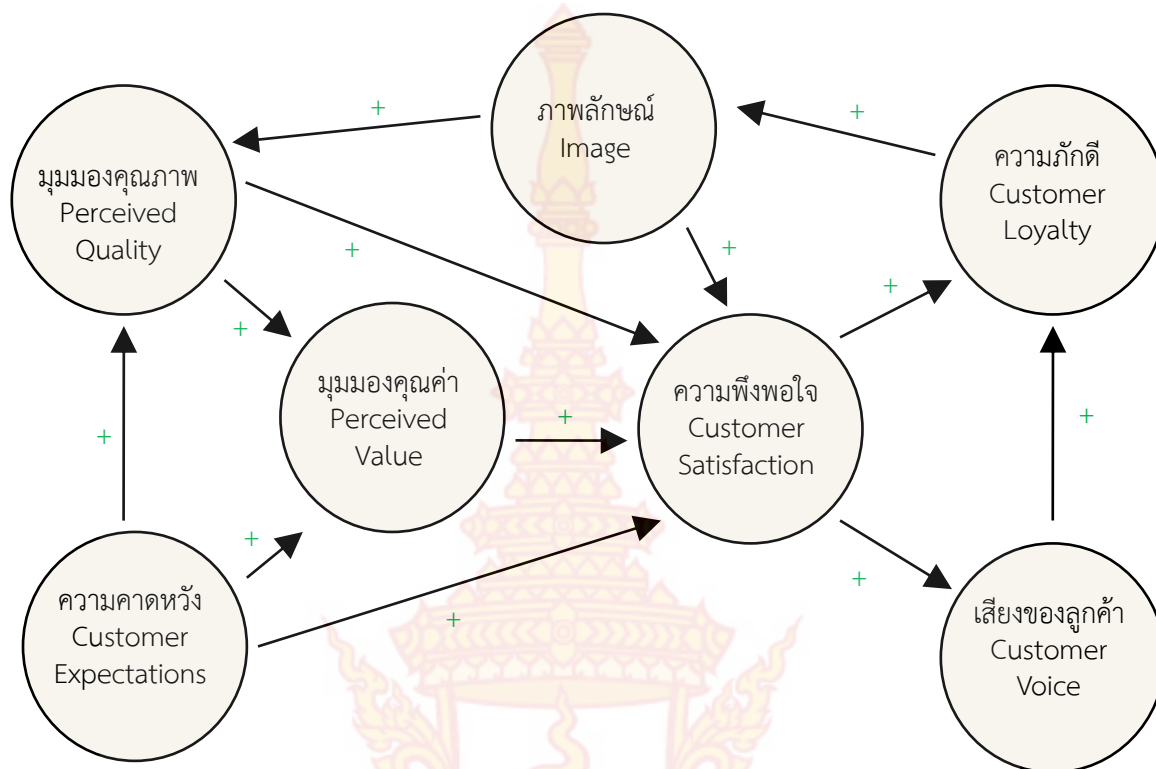 ภาพลักษณ์
Image
มุมมองคุณภาพ
Perceived
Quality
ความภักดี
Customer
Loyalty
มุมมองคุณค่า
Perceived
Value
ความพึงพอใจ
Customer
Satisfaction
ความคาดหวัง
Customer
Expectations
เสียงของลูกค้า
Customer
Voice
+
+
+
+
+
+
+
+
+
+
+
+